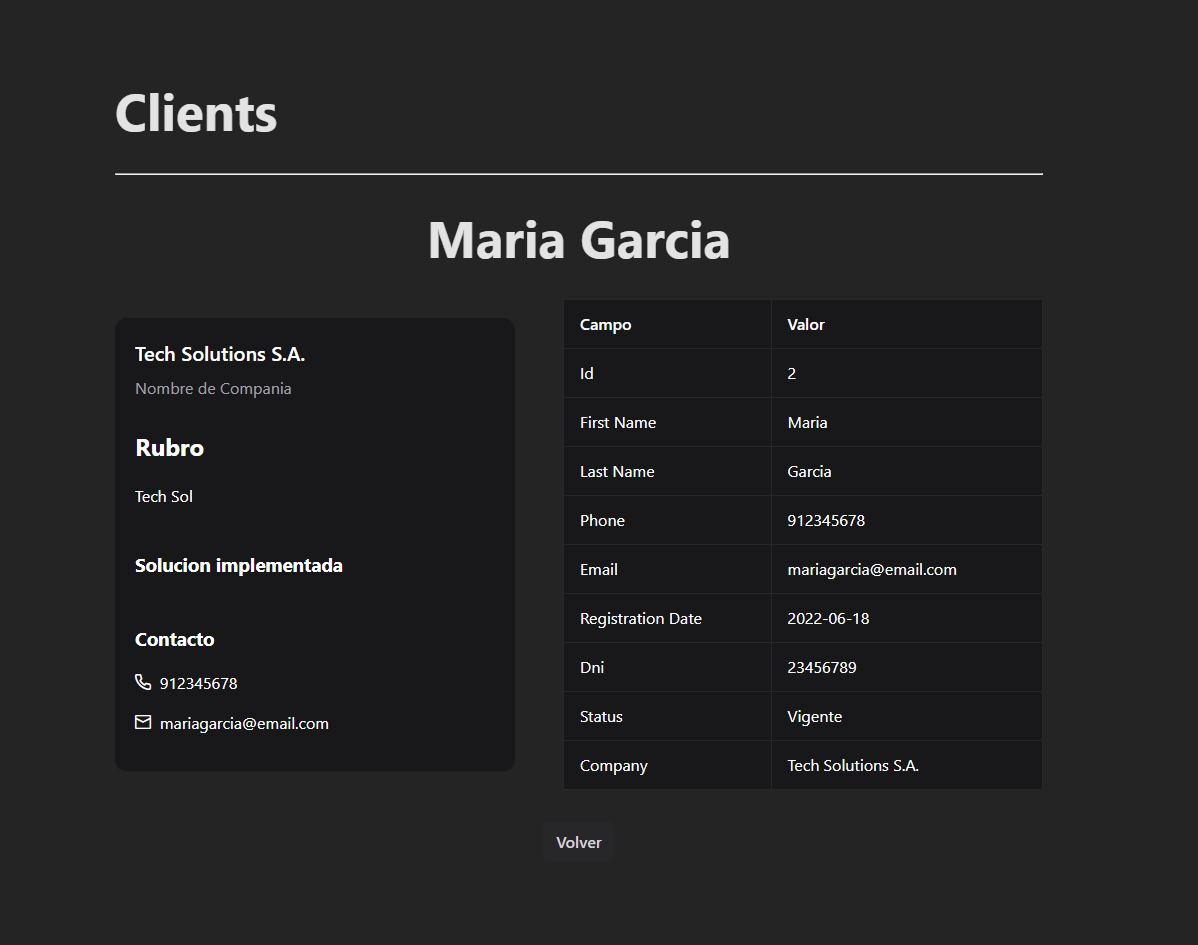 Clients
Maria Garcia
Tech Solutions S.A.
Nombre de Compania
Rubro
Tech Sol
Solucion implementada
Contacto
912345678
mariagarcia@email.com
Campo Valor
Id 2
First Name Maria
Last Name Garcia
Phone 912345678
Email mariagarcia@email.com
Registration Date 2022-06-18
Dni 23456789
Status Vigente
Company Tech Solutions S.A.
Volver